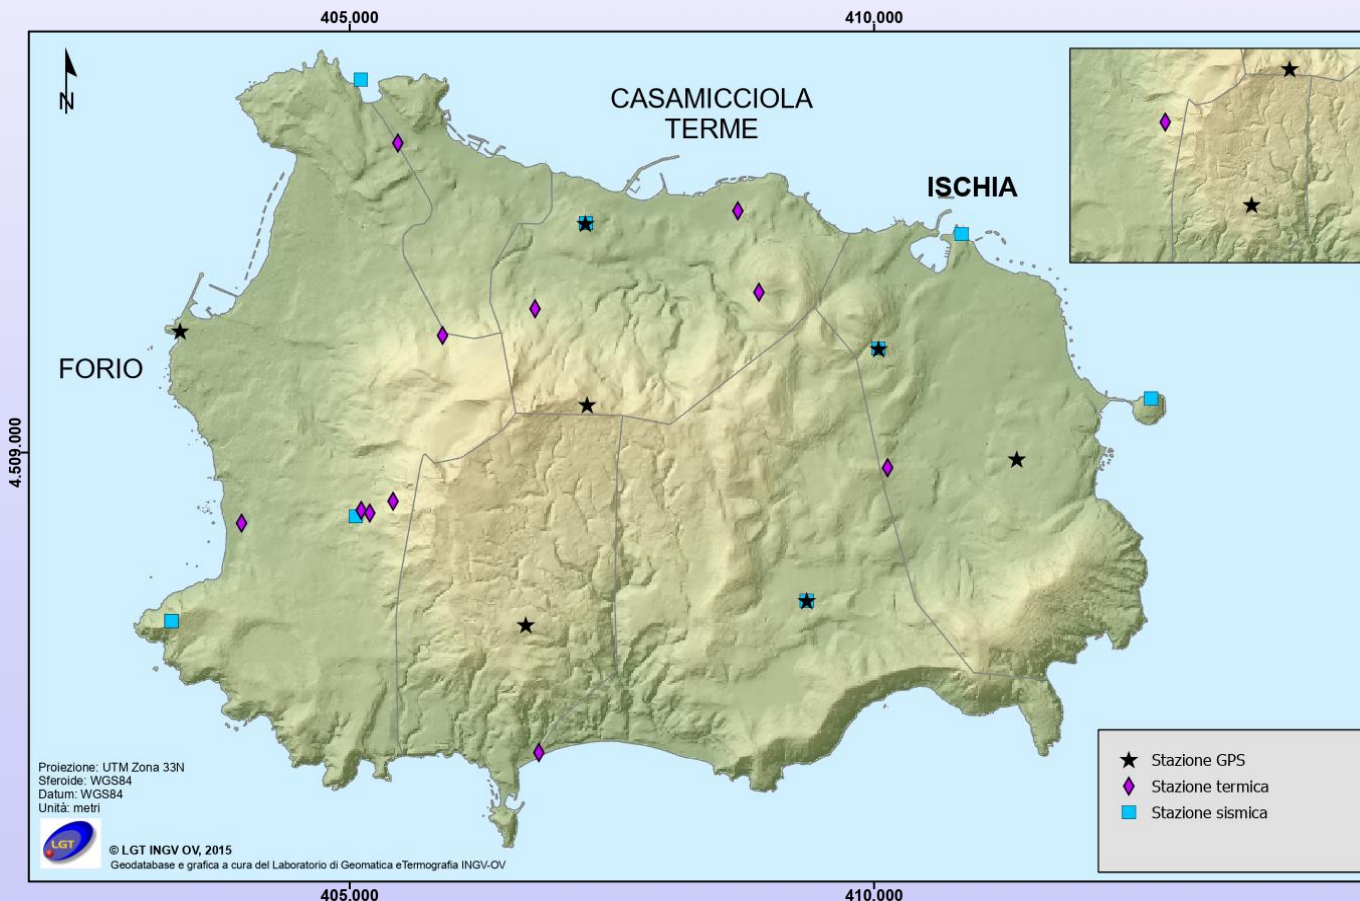 405.000
410.000
N
CASAMICCIOLA
TERME
ISCHIA
FORIO
4.509.000
Stazione GPS
Stazione termica
Stazione sismica
Proiezione: UTM Zona 33N
Sferoide: WGS84
Datum: WGS84
Unità: metri
LGT
© LGT INGV OV, 2015
Geodatabase e grafica a cura del Laboratorio di Geomatica eTermografia INGV-OV
405.000
410.000